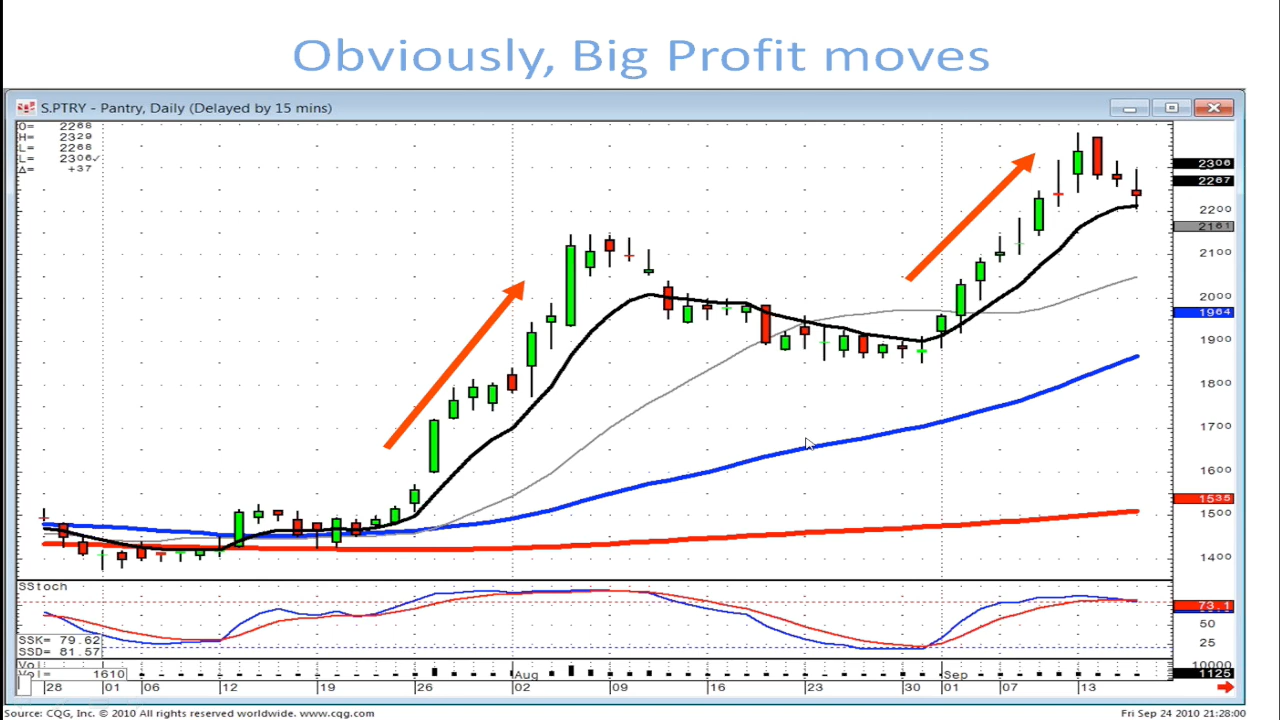 Obviously, Big Profit moves
S.PTRY - Pantry, Daily (Delayed by 15 mins)
O= 2268
H= 2329
L= 2268
L= 2306✓
Δ= +37
2306
2267
2200
2161
2100
2000
1964
1900
1800
1700
1600
1535
1500
1400
SStoch
73.1
50
25
SSK= 79.62
SSD= 81.57
Vol
Vol= 1610
10000
1125
Aug
Sep
28
01
06
12
19
26
02
09
16
23
30
01
07
13
Source: CQG, Inc. © 2010 All rights reserved worldwide. www.cqg.com
Fri Sep 24 2010 21:28:00